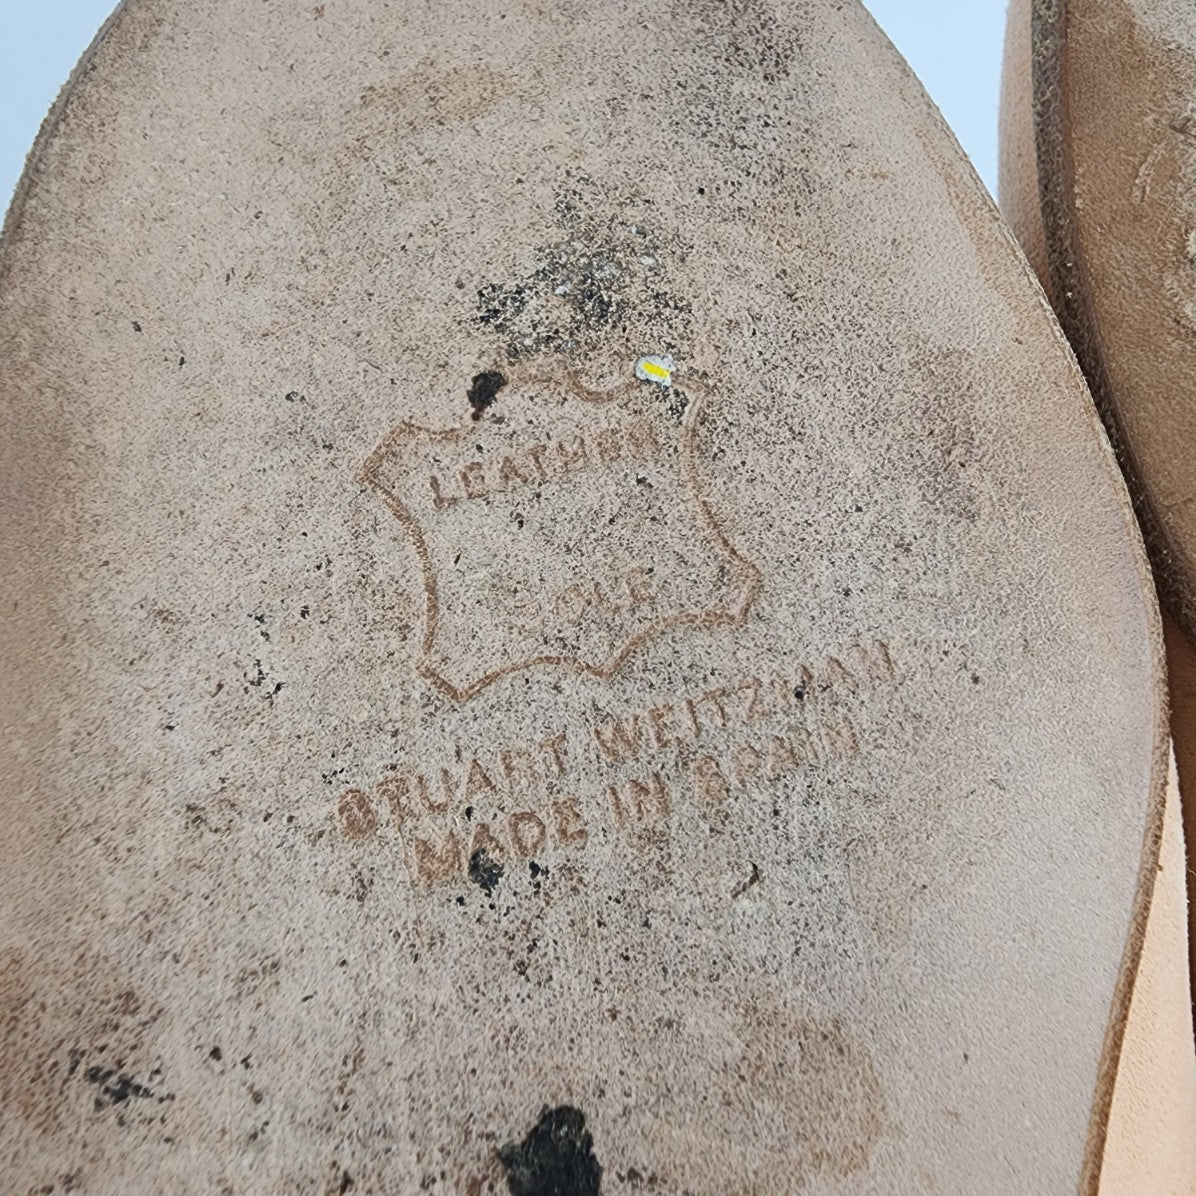 LEATHER
SOLE
STUART WEITZMAN
MADE IN SPAIN